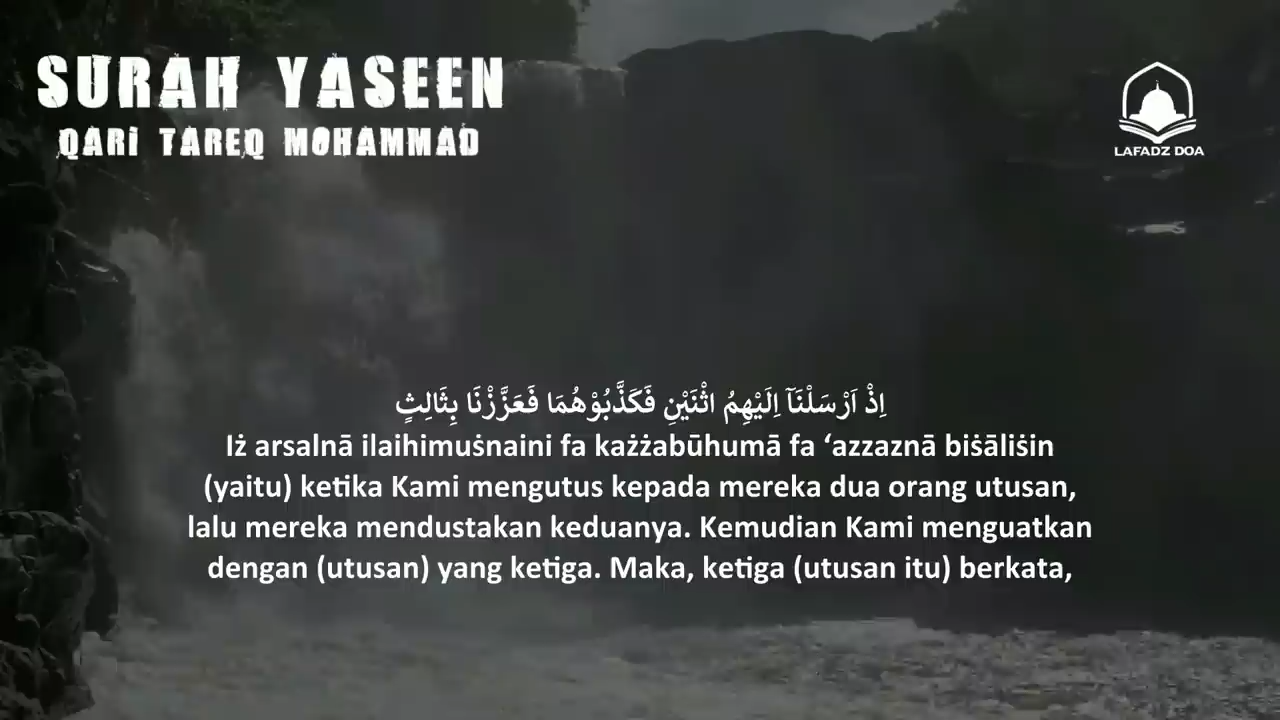 SURAH YASEEN
QARI TAREQ MOHAMMAD
LAFADZ DOA
اِذْ اَرْسَلْنَآ اِلَيْهِمُ اثْنَيْنِ فَكَذَّبُوْهُمَا فَعَزَّزْنَا بِثَالِثٍ
Iż arsalnā ilaihimuṡnaini fa każżabūhumā fa ‘azzaznā biṡāliṡin
(yaitu) ketika Kami mengutus kepada mereka dua orang utusan,
lalu mereka mendustakan keduanya. Kemudian Kami menguatkan
dengan (utusan) yang ketiga. Maka, ketiga (utusan itu) berkata,